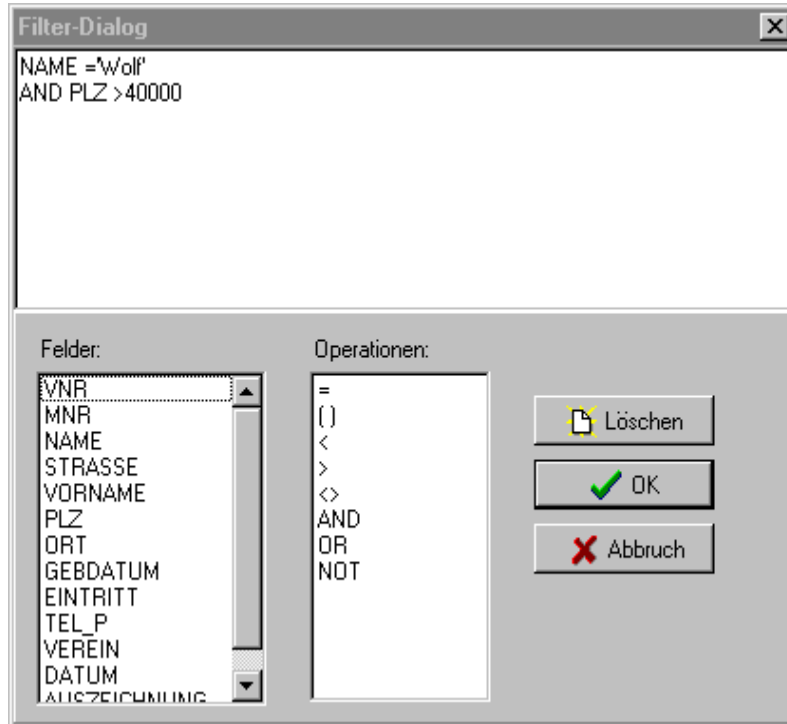 Filter-Dialog
NAME ='Wolf'
AND PLZ >40000
Felder:
VNR
MNR
NAME
STRASSE
VORNAME
PLZ
ORT
GEBDATUM
EINTRITT
TEL_P
VEREIN
DATUM
AUSZEICHNUNG
Operationen:
=
()
<
>
<>
AND
OR
NOT
Löschen
OK
Abbruch